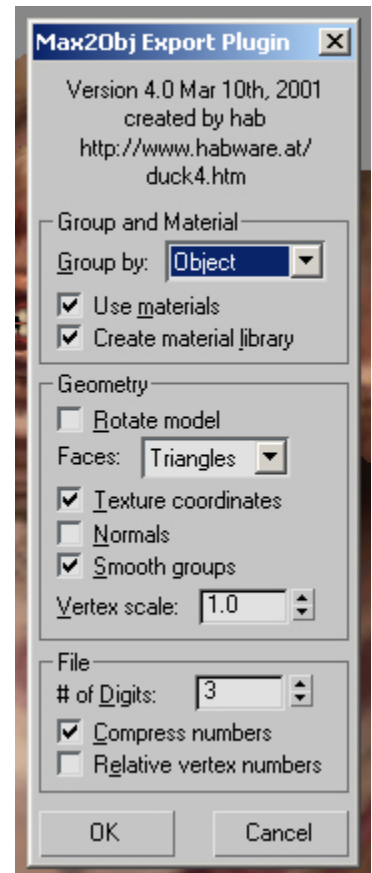 Max2Obj Export Plugin
Version 4.0 Mar 10th, 2001
created by hab
http://www.habware.at/
duck4.htm
Group and Material
Group by: Object
Use materials
Create material library
Geometry
Rotate model
Faces: Triangles
Texture coordinates
Normals
Smooth groups
Vertex scale: 1.0
File
# of Digits: 3
Compress numbers
Relative vertex numbers
OK Cancel